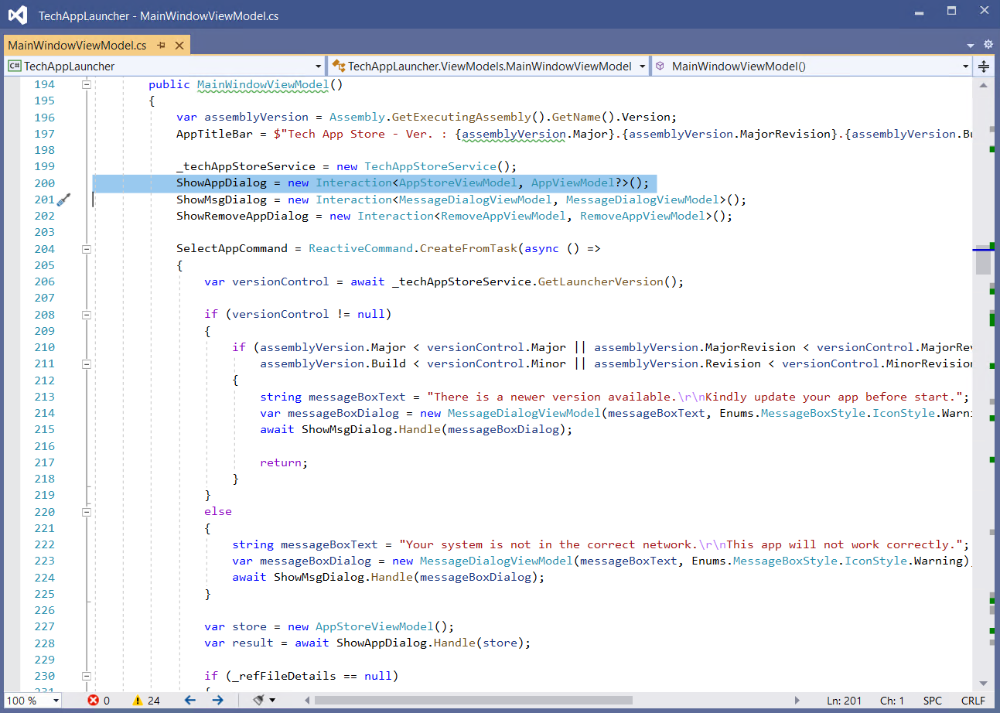 TechAppLauncher - MainWindowViewModel.cs
MainWindowViewModel.cs
C# TechAppLauncher TechAppLauncher.ViewModels.MainWindowViewModel MainWindowViewModel()
194 public MainWindowViewModel()
195 {
196 var assemblyVersion = Assembly.GetExecutingAssembly().GetName().Version;
197 AppTitleBar = $"Tech App Store - Ver. : {assemblyVersion.Major}.{assemblyVersion.MajorRevision}.{assemblyVersion.Bu
198
199 _techAppStoreService = new TechAppStoreService();
200 ShowAppDialog = new Interaction<AppStoreViewModel, AppViewModel?>();
201 ShowMsgDialog = new Interaction<MessageDialogViewModel, MessageDialogViewModel>();
202 ShowRemoveAppDialog = new Interaction<RemoveAppViewModel, RemoveAppViewModel>();
203
204 SelectAppCommand = ReactiveCommand.CreateFromTask(async () =>
205 {
206 var versionControl = await _techAppStoreService.GetLauncherVersion();
207
208 if (versionControl != null)
209 {
210 if (assemblyVersion.Major < versionControl.Major || assemblyVersion.MajorRevision < versionControl.MajorRev
211 assemblyVersion.Build < versionControl.Minor || assemblyVersion.Revision < versionControl.MinorRevision
212 {
213 string messageBoxText = "There is a newer version available.\r\nKindly update your app before start.";
214 var messageBoxDialog = new MessageDialogViewModel(messageBoxText, Enums.MessageBoxStyle.IconStyle.Warni
215 await ShowMsgDialog.Handle(messageBoxDialog);
216
217 return;
218 }
219 }
220 else
221 {
222 string messageBoxText = "Your system is not in the correct network.\r\nThis app will not work correctly.";
223 var messageBoxDialog = new MessageDialogViewModel(messageBoxText, Enums.MessageBoxStyle.IconStyle.Warning)
224 await ShowMsgDialog.Handle(messageBoxDialog);
225 }
226
227 var store = new AppStoreViewModel();
228 var result = await ShowAppDialog.Handle(store);
229
230 if (_refFileDetails == null)
231 {
100 % 0 24 Ln: 201 Ch: 1 SPC CRLF